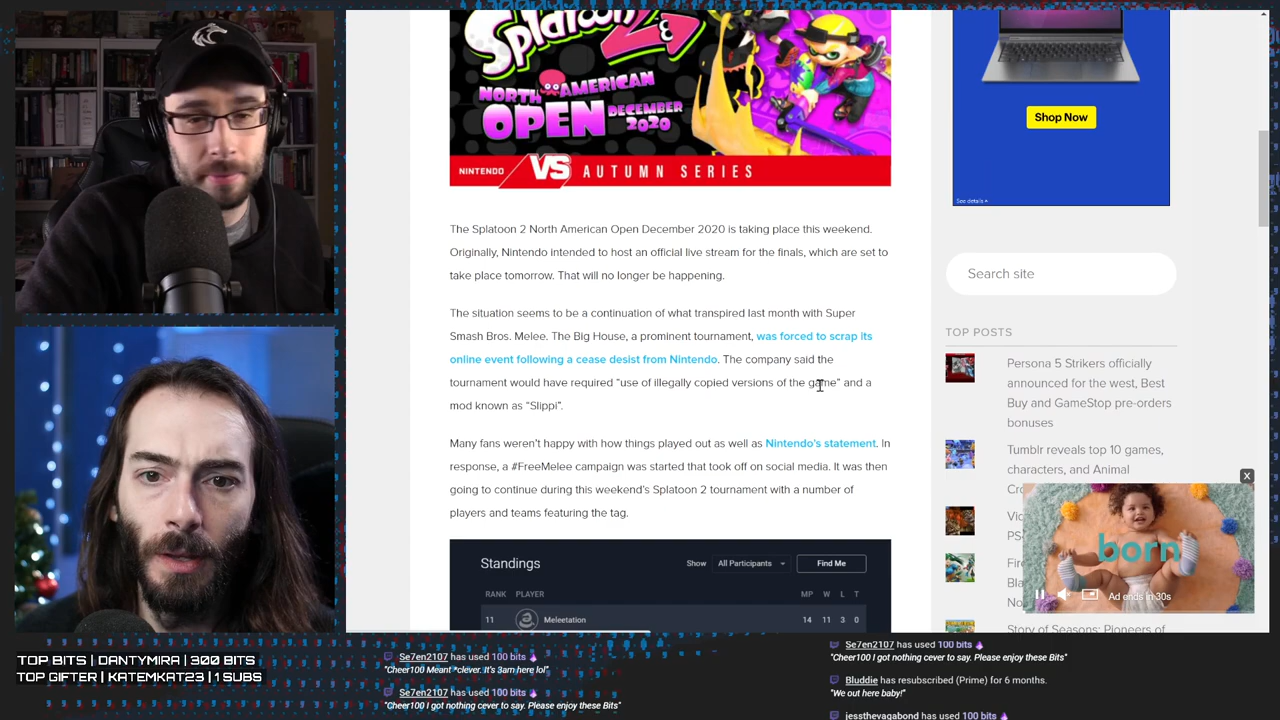 Splatoon 2
NORTH AMERICAN
OPEN DECEMBER 2020
NINTENDO VS AUTUMN SERIES
The Splatoon 2 North American Open December 2020 is taking place this weekend.
Originally, Nintendo intended to host an official live stream for the finals, which are set to
take place tomorrow. That will no longer be happening.
The situation seems to be a continuation of what transpired last month with Super
Smash Bros. Melee. The Big House, a prominent tournament, was forced to scrap its
online event following a cease desist from Nintendo. The company said the
tournament would have required “use of illegally copied versions of the game” and a
mod known as “Slippi”.
Many fans weren’t happy with how things played out as well as Nintendo’s statement. In
response, a #FreeMelee campaign was started that took off on social media. It was then
going to continue during this weekend’s Splatoon 2 tournament with a number of
players and teams featuring the tag.
Standings
Show All Participants Find Me
RANK PLAYER MP W L T
11 Meleetation 14 11 3 0
Shop Now
See details
Search site
TOP POSTS
Persona 5 Strikers officially
announced for the west, Best
Buy and GameStop pre-orders
bonuses
Tumblr reveals top 10 games,
characters, and Animal
X
born
Ad ends in 30s
Story of Seasons: Pioneers of
TOP BITS | DANTYMIRA | 300 BITS
TOP GIFTER | KATEMKAT23 | 1 SUBS
Se7en2107 has used 100 bits
"Cheer100 Meant *clever. It's 3am here lol"
Se7en2107 has used 100 bits
"Cheer100 I got nothing cever to say. Please enjoy these Bits"
Se7en2107 has used 100 bits
"Cheer100 I got nothing cever to say. Please enjoy these Bits"
Bluddie has resubscribed (Prime) for 6 months.
"We out here baby!"
jessthevagabond has used 100 bits